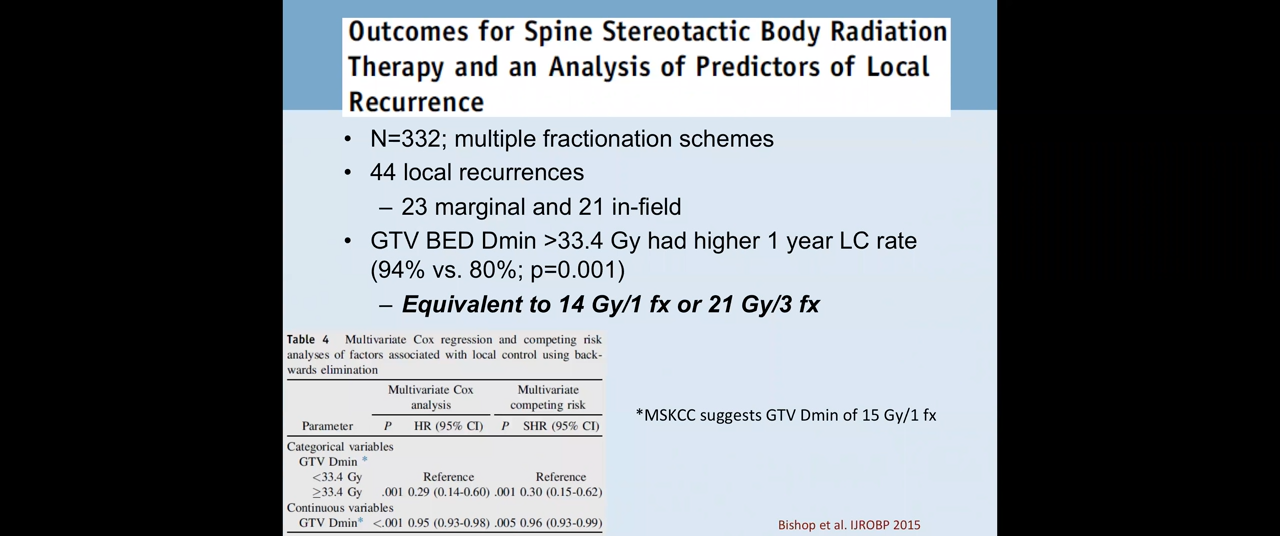 Outcomes for Spine Stereotactic Body Radiation
Therapy and an Analysis of Predictors of Local
Recurrence
• N=332; multiple fractionation schemes
• 44 local recurrences
– 23 marginal and 21 in-field
• GTV BED Dmin >33.4 Gy had higher 1 year LC rate
(94% vs. 80%; p=0.001)
– Equivalent to 14 Gy/1 fx or 21 Gy/3 fx
Table 4 Multivariate Cox regression and competing risk
analyses of factors associated with local control using back-
wards elimination
Multivariate Cox Multivariate
analysis competing risk
Parameter P HR (95% CI) P SHR (95% CI)
Categorical variables
GTV Dmin *
<33.4 Gy Reference Reference
≥33.4 Gy .001 0.29 (0.14-0.60) .001 0.30 (0.15-0.62)
Continuous variables
GTV Dmin* <.001 0.95 (0.93-0.98) .005 0.96 (0.93-0.99)
*MSKCC suggests GTV Dmin of 15 Gy/1 fx
Bishop et al. IJROBP 2015